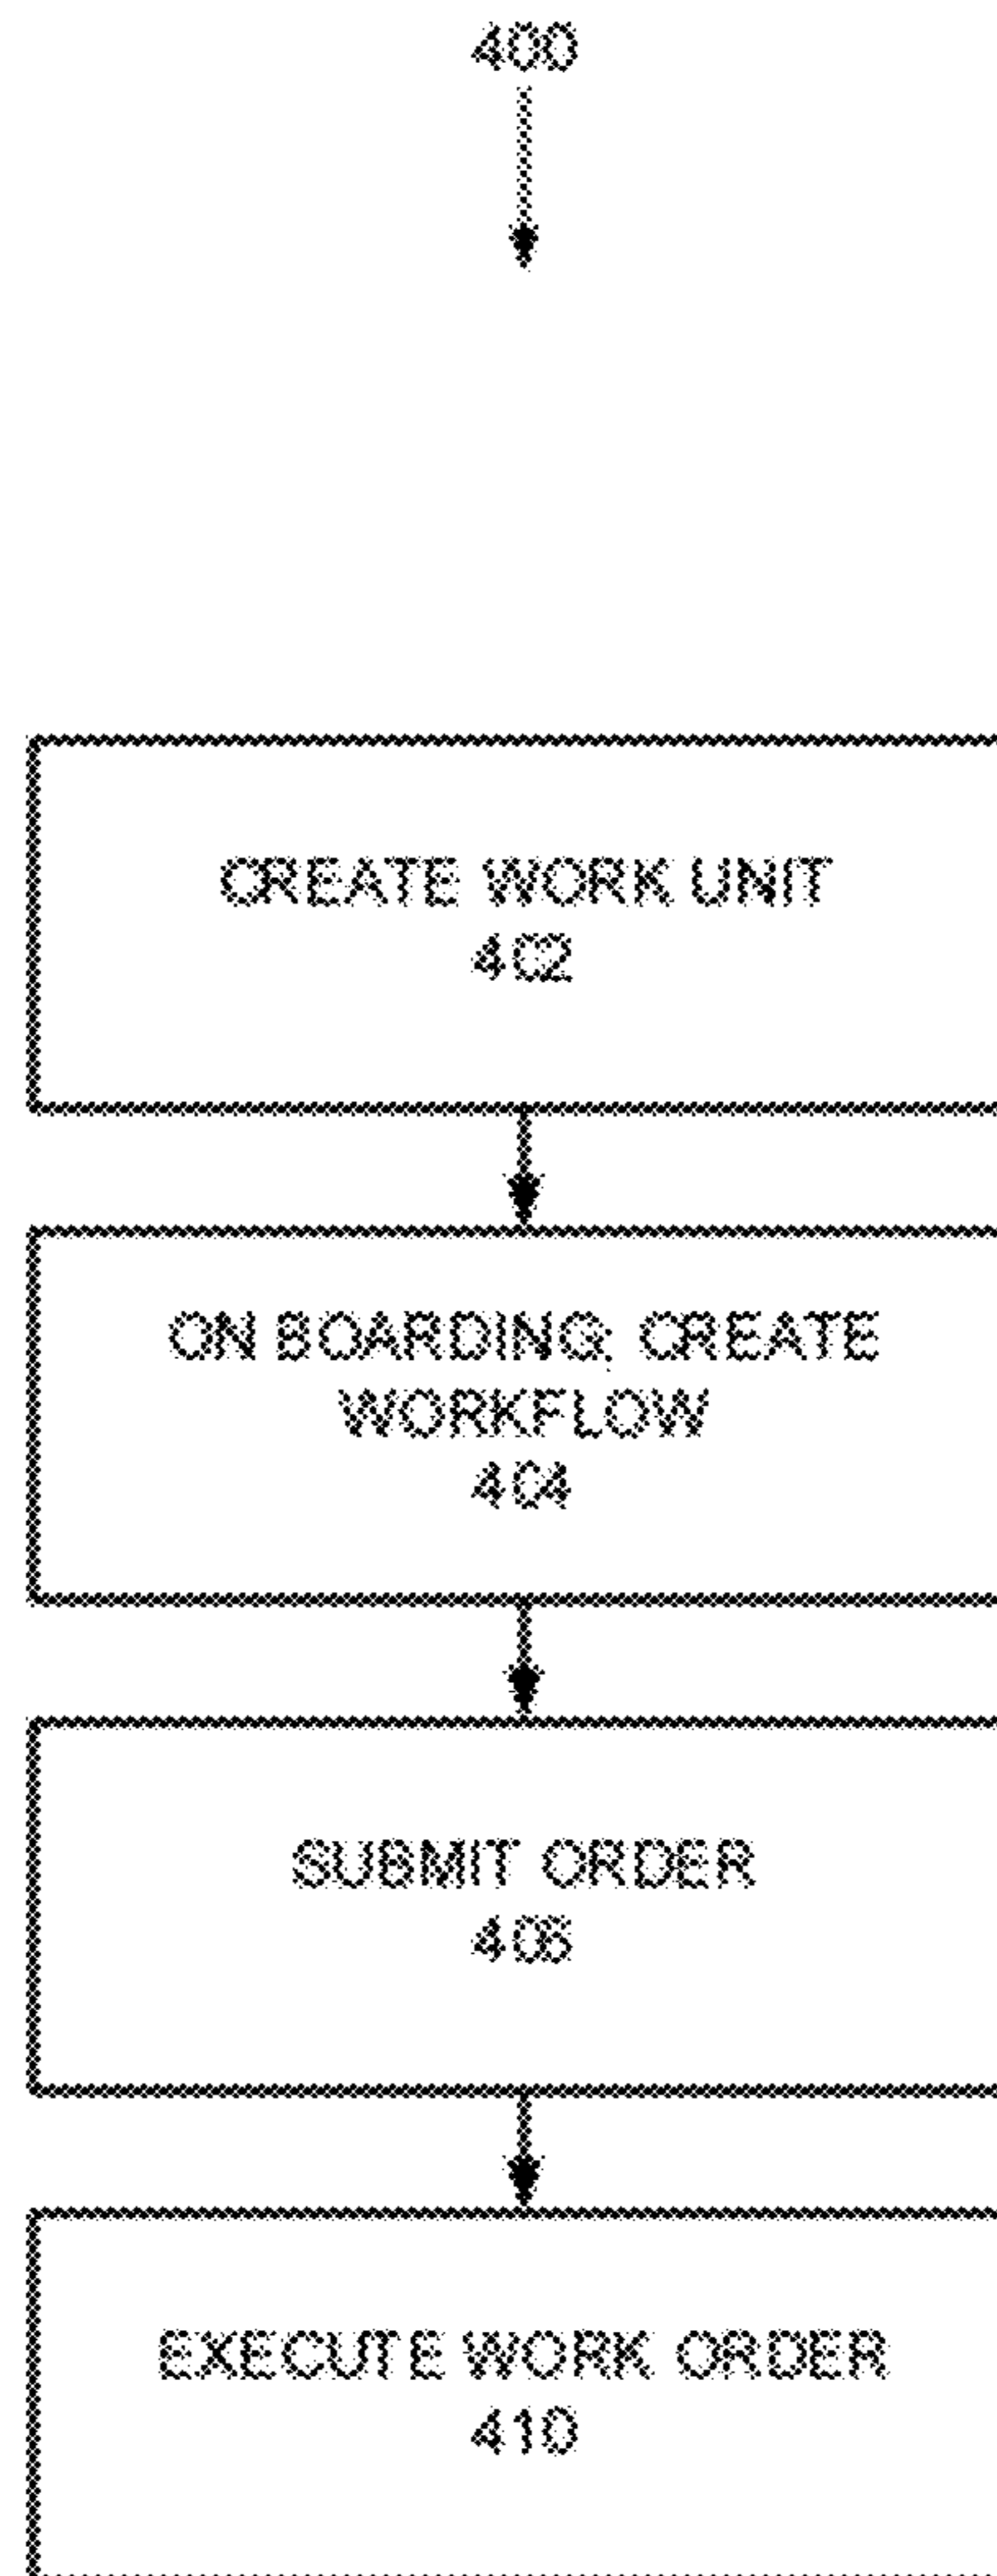 400
CREATE WORK UNIT
402
ON BOARDING; CREATE
WORKFLOW
404
SUBMIT ORDER
406
EXECUTE WORK ORDER
410